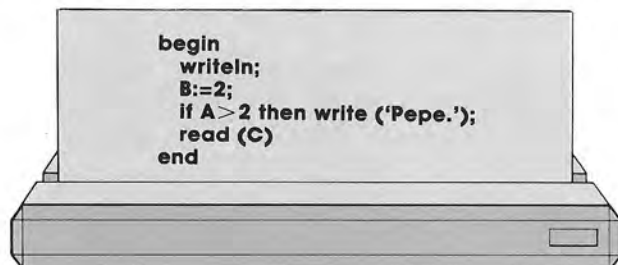 begin
writeln;
B:=2;
if A>2 then write ('Pepe.');
read (C)
end